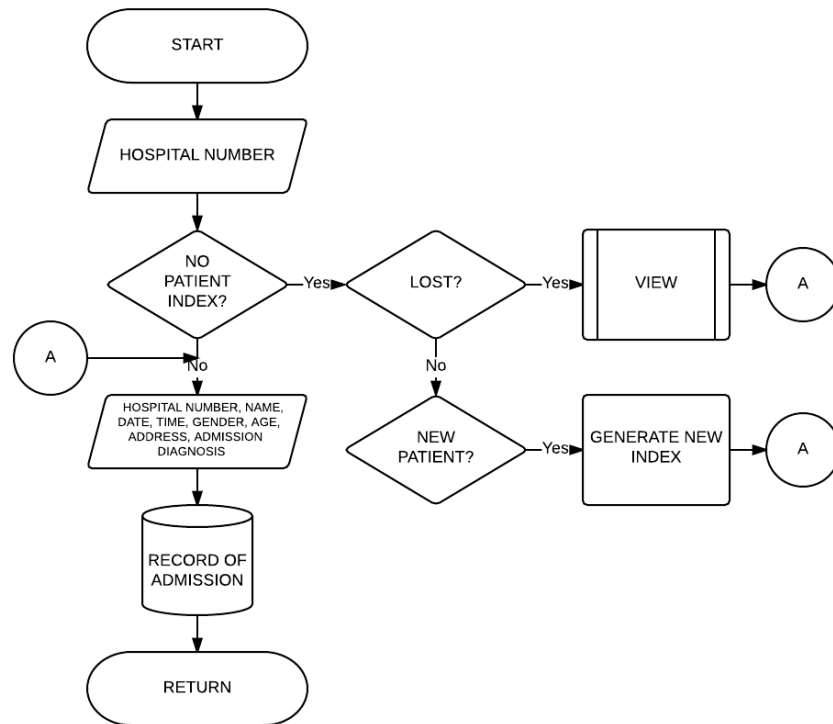 START
HOSPITAL NUMBER
NO
PATIENT
INDEX?
Yes
LOST?
Yes
VIEW
A
A
No
No
HOSPITAL NUMBER, NAME,
DATE, TIME, GENDER, AGE,
ADDRESS, ADMISSION
DIAGNOSIS
NEW
PATIENT?
Yes
GENERATE NEW
INDEX
A
RECORD OF
ADMISSION
RETURN